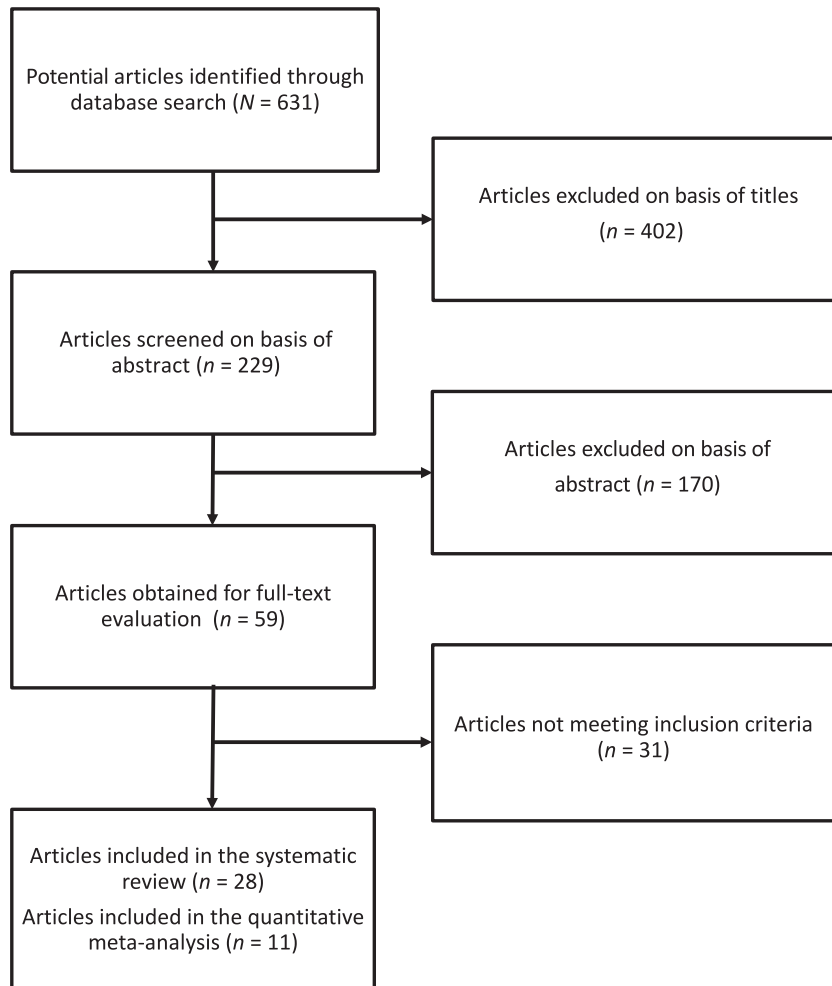 Potential articles identified through
database search (N = 631)
Articles excluded on basis of titles
(n = 402)
Articles screened on basis of
abstract (n = 229)
Articles excluded on basis of
abstract (n = 170)
Articles obtained for full-text
evaluation (n = 59)
Articles not meeting inclusion criteria
(n = 31)
Articles included in the systematic
review (n = 28)
Articles included in the quantitative
meta-analysis (n = 11)